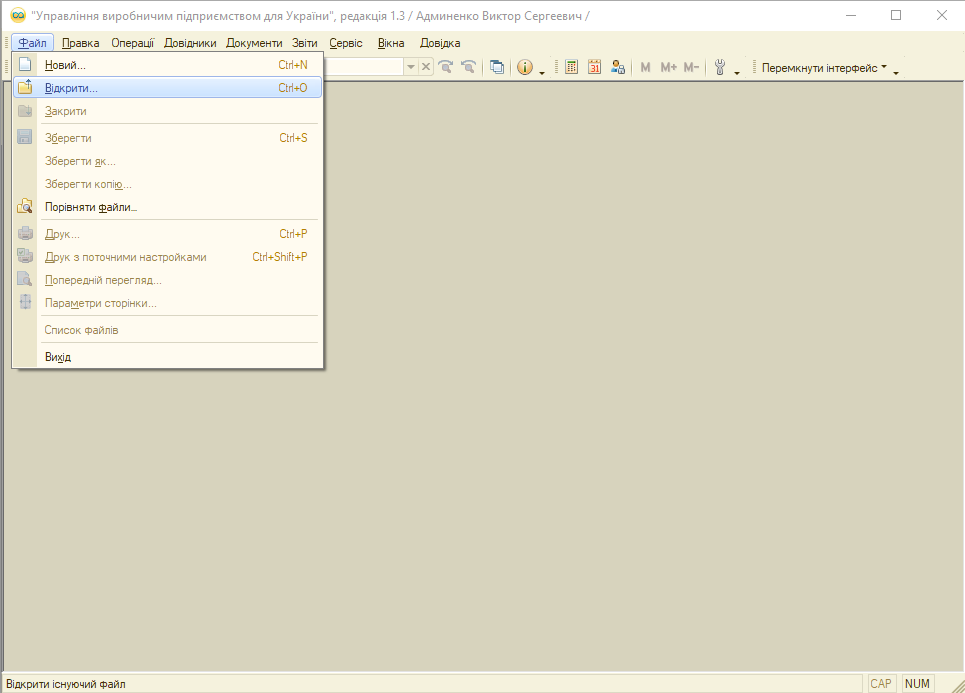 "Управління виробничим підприємством для України", редакція 1.3 / Админенко Виктор Сергеевич /
Файл Правка Операції Довідники Документи Звіти Сервіс Вікна Довідка
Новий... Ctrl+N
M M+ M- Перемкнути інтерфейс
31
Відкрити... Ctrl+O
Закрити
Зберегти Ctrl+S
Зберегти як...
Зберегти копію...
Порівняти файли...
Друк... Ctrl+P
Друк з поточними настройками Ctrl+Shift+P
Попередній перегляд...
Параметри сторінки...
Список файлів
Вихід
Відкрити існуючий файл CAP NUM